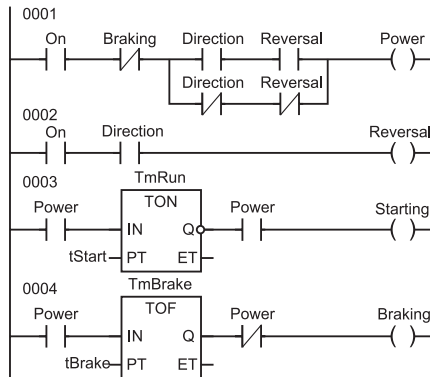 0001
On Braking Direction Reversal Power
Direction Reversal
0002
On Direction Reversal
0003
TmRun
Power TON Power Starting
IN Q
tStart PT ET
0004
TmBrake
Power TOF Power Braking
IN Q
tBrake PT ET